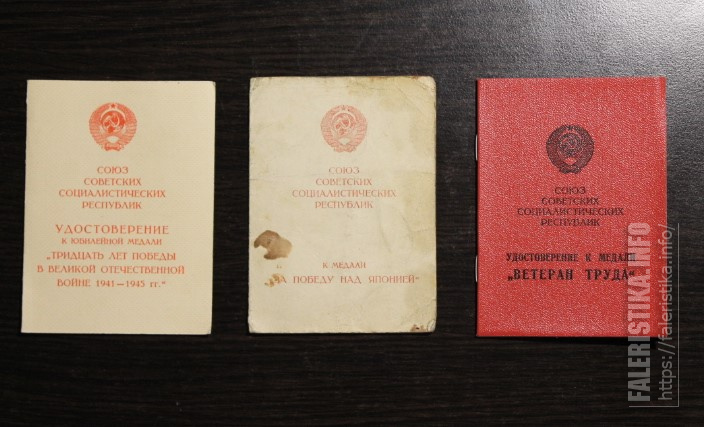 СОЮЗ
СОВЕТСКИХ
СОЦИАЛИСТИЧЕСКИХ
РЕСПУБЛИК
УДОСТОВЕРЕНИЕ
К ЮБИЛЕЙНОЙ МЕДАЛИ
„ТРИДЦАТЬ ЛЕТ ПОБЕДЫ
В ВЕЛИКОЙ ОТЕЧЕСТВЕННОЙ
ВОЙНЕ 1941—1945 гг."
СОЮЗ
СОВЕТСКИХ
СОЦИАЛИСТИЧЕСКИХ
РЕСПУБЛИК
К МЕДАЛИ
ЗА ПОБЕДУ НАД ЯПОНИЕЙ"
СОЮЗ
СОВЕТСКИХ
СОЦИАЛИСТИЧЕСКИХ
РЕСПУБЛИК
УДОСТОВЕРЕНИЕ К МЕДАЛИ
„ВЕТЕРАН ТРУДА"
FALERISTIKA.INFO
https://faleristika.info/